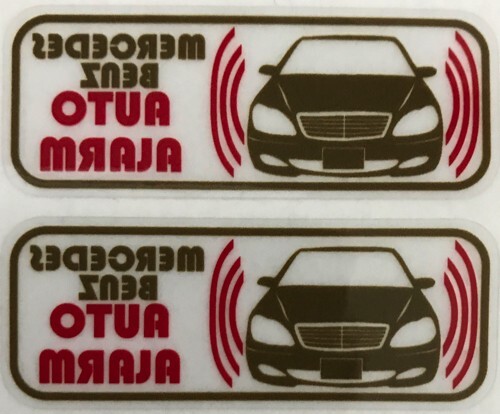 MERCEDES
BENZ
AUTO
ALARM
MERCEDES
BENZ
AUTO
ALARM